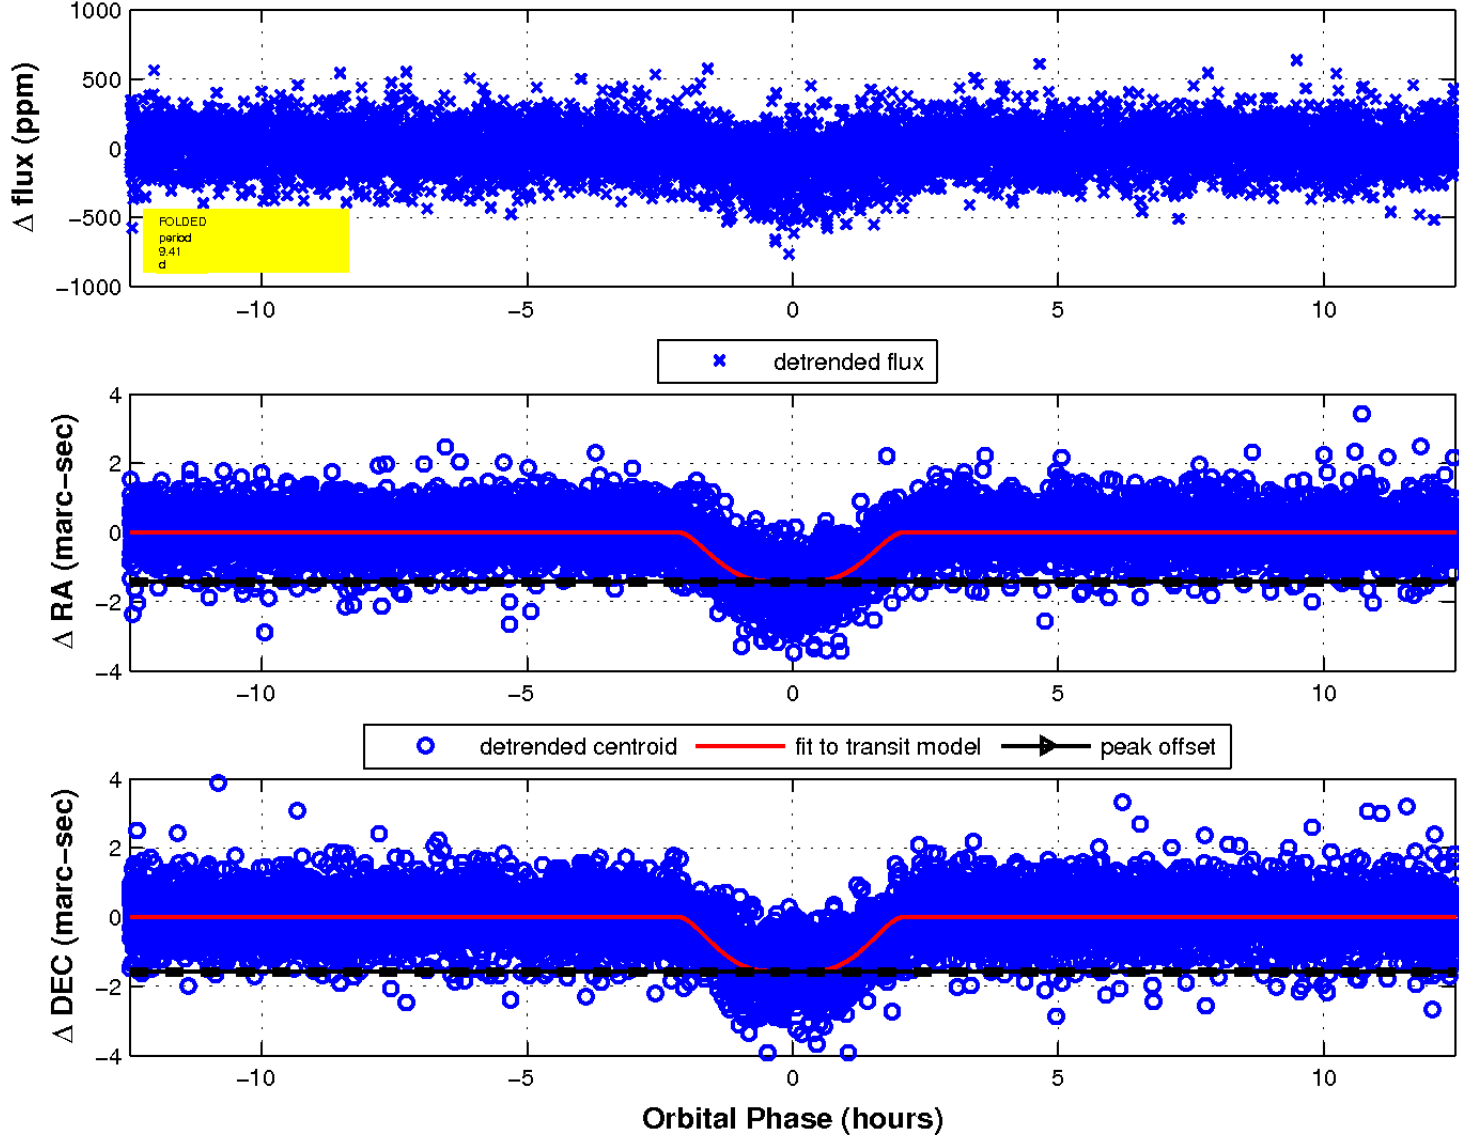 1000
500
0
−500
−1000
Δ flux (ppm)
FOLDED
period
9.41
d
−10 −5 0 5 10
detrended flux
4
2
0
−2
−4
Δ RA (marc−sec)
−10 −5 0 5 10
detrended centroid fit to transit model peak offset
4
2
0
−2
−4
Δ DEC (marc−sec)
−10 −5 0 5 10
Orbital Phase (hours)